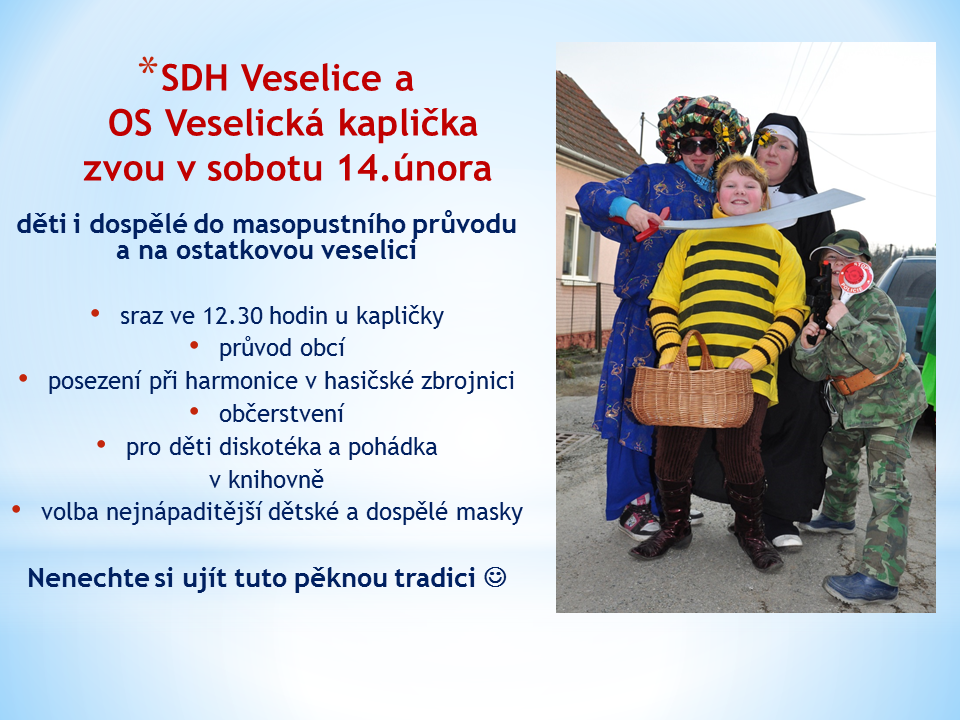 * SDH Veselice a
OS Veselická kaplička
zvou v sobotu 14.února
děti i dospělé do masopustního průvodu
a na ostatkovou veselici
• sraz ve 12.30 hodin u kapličky
• průvod obcí
• posezení při harmonice v hasičské zbrojnici
• občerstvení
• pro děti diskotéka a pohádka
v knihovně
• volba nejnápaditější dětské a dospělé masky
Nenechte si ujít tuto pěknou tradici ☺